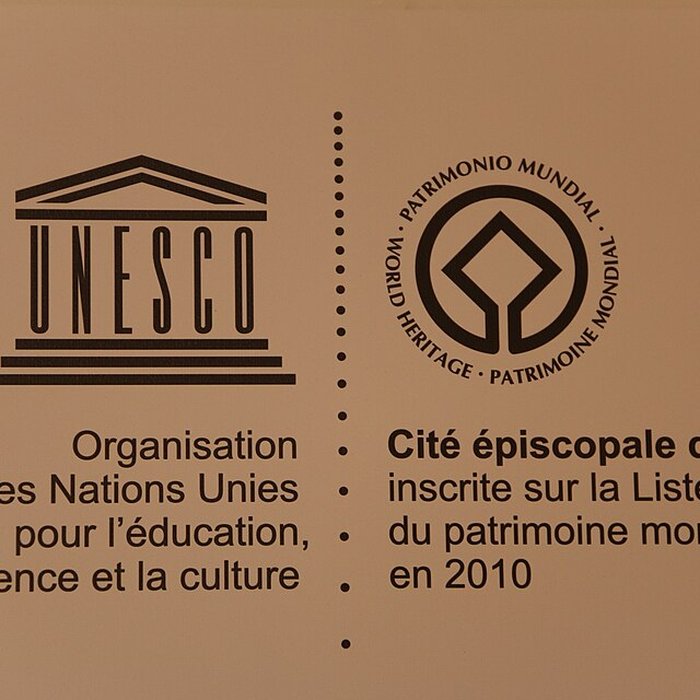 UNESCO
Organisation
es Nations Unies
pour l'éducation,
ence et la culture
PATRIMONIO MUNDIAL · WORLD HERITAGE · PATRIMOINE MONDIAL ·
Cité épiscopale
inscrite sur la Liste
du patrimoine mon
en 2010